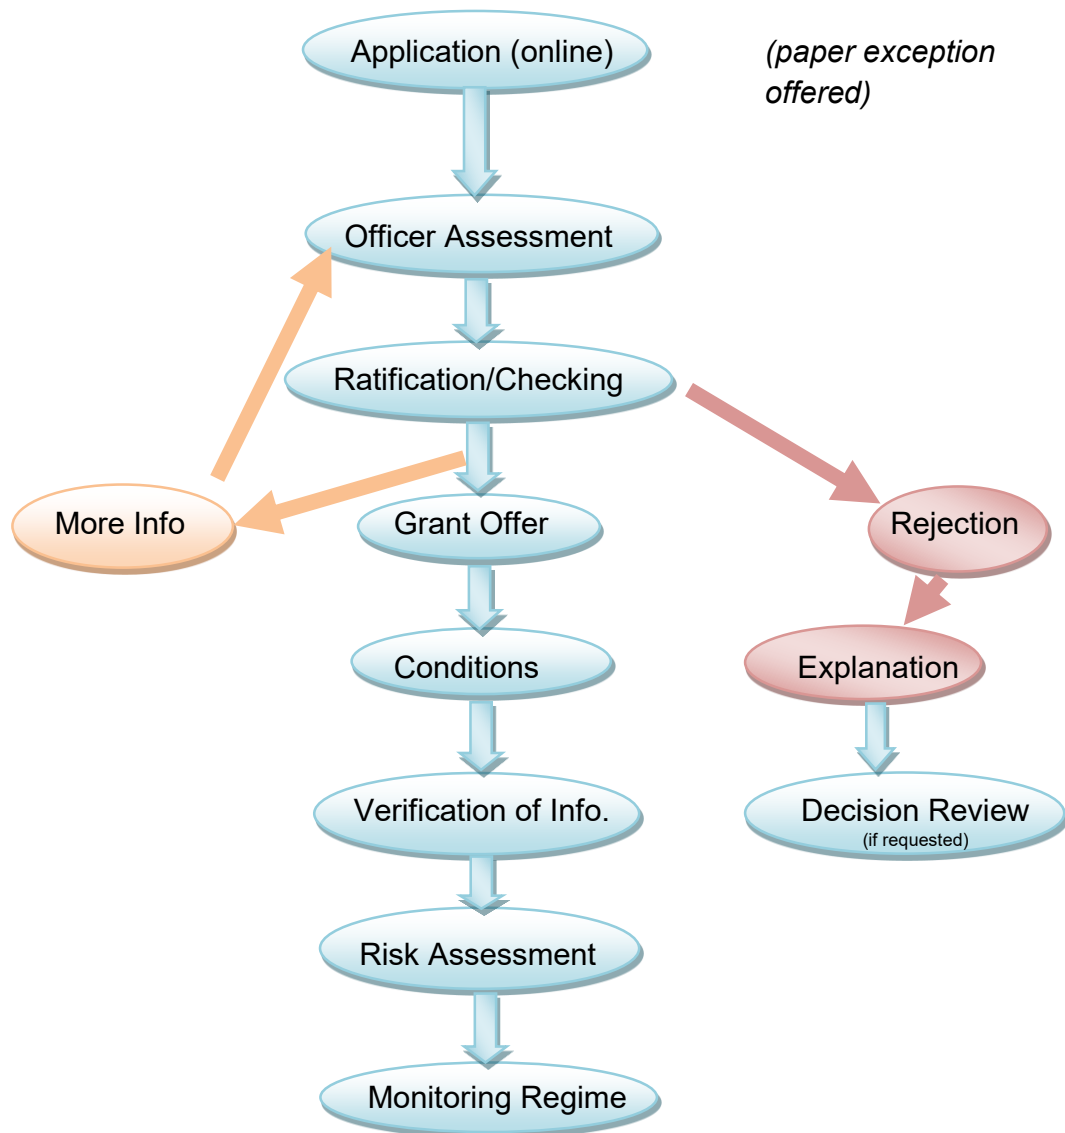 Application (online)
(paper exception
offered)
Officer Assessment
Ratification/Checking
More Info
Grant Offer
Rejection
Conditions
Explanation
Verification of Info.
Decision Review
(if requested)
Risk Assessment
Monitoring Regime